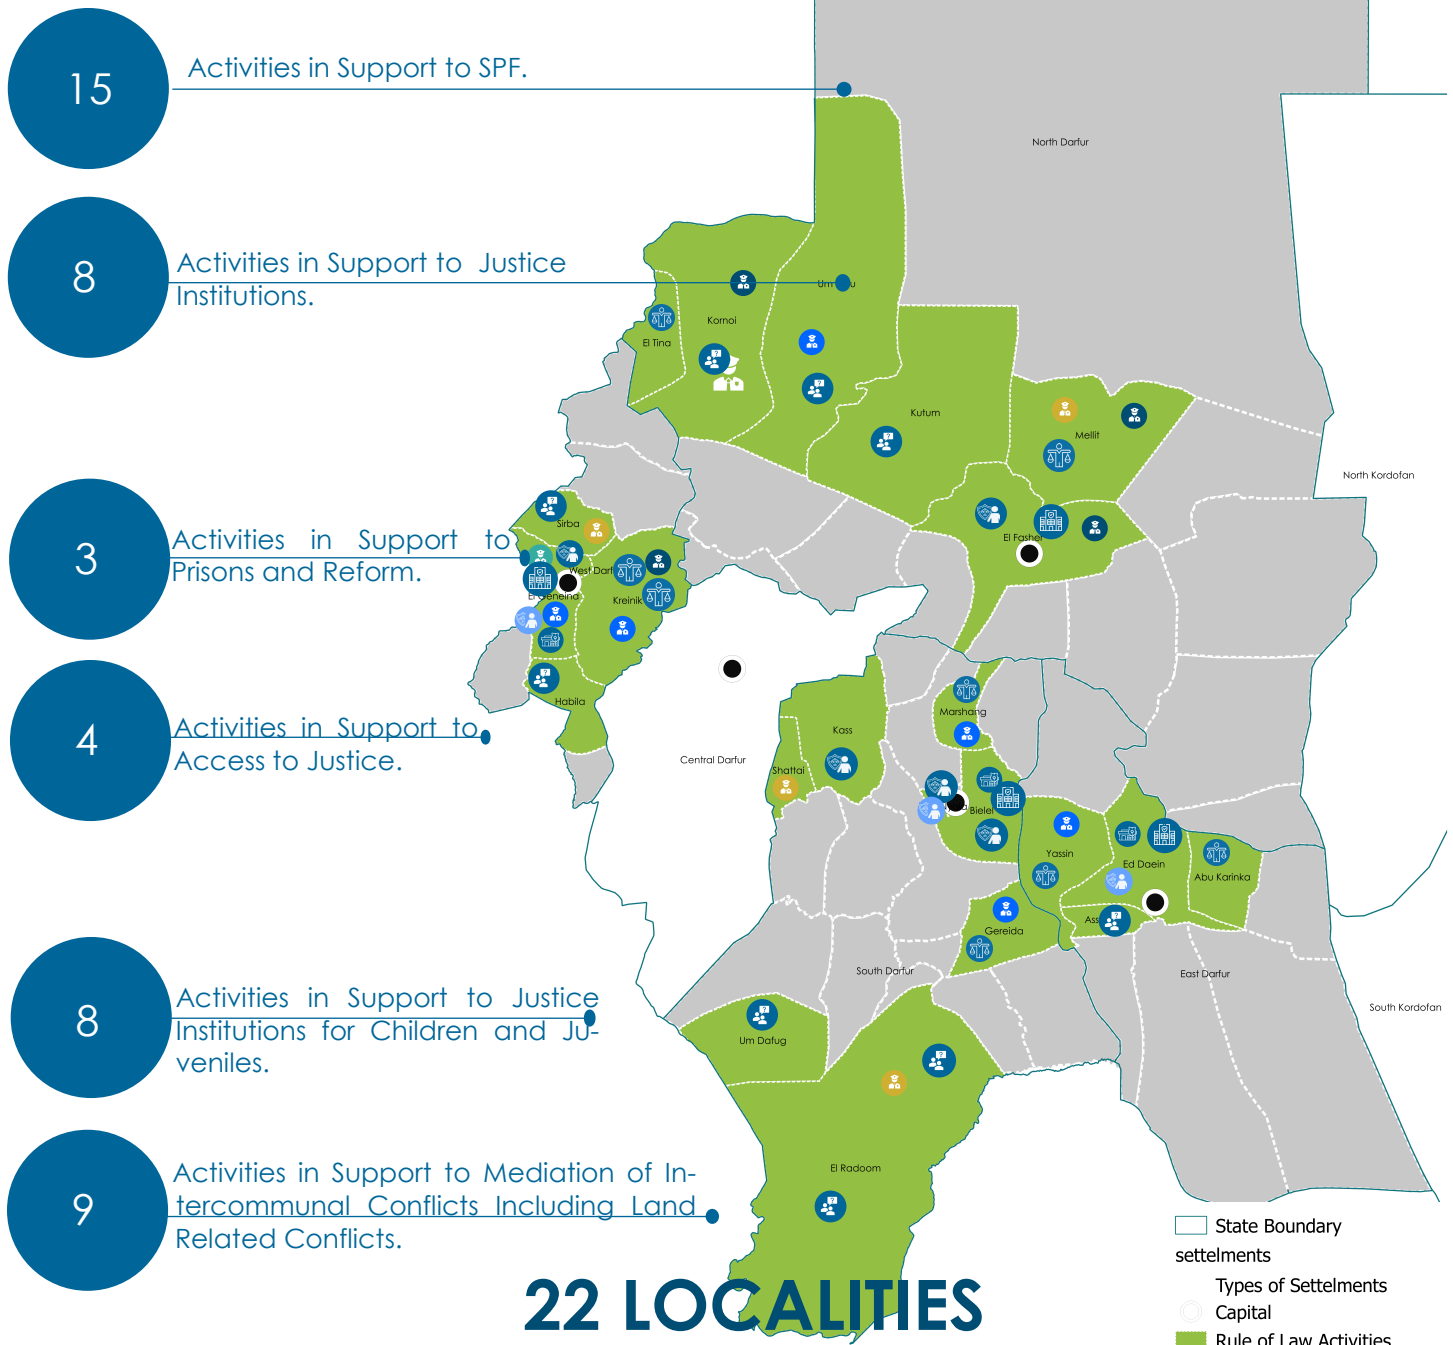 15
Activities in Support to SPF.
8
Activities in Support to Justice
Institutions.
3
Activities in Support to
Prisons and Reform.
4
Activities in Support to
Access to Justice.
8
Activities in Support to Justice
Institutions for Children and Ju-
veniles.
9
Activities in Support to Mediation of In-
tercommunal Conflicts Including Land
Related Conflicts.
22 LOCALITIES
North Darfur
Kornoi
El Tina
Kutum
Mellit
El Fasher
North Kordofan
Sirba
Kreinik
Habila
Central Darfur
Kass
Shattai
Marshang
Bielel
Yassin
Ed Daein
Abu Karinka
Gereida
South Darfur
East Darfur
South Kordofan
Um Dafug
El Radoom
State Boundary
settelments
Types of Settelments
Capital
Rule of Law Activities